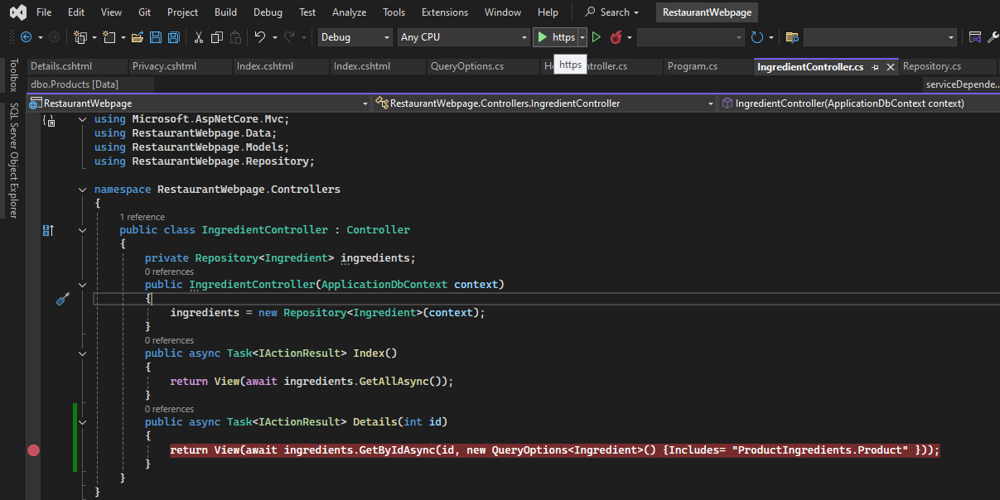 File Edit View Git Project Build Debug Test Analyze Tools Extensions Window Help Search RestaurantWebpage
Debug Any CPU https
Details.cshtml Privacy.cshtml Index.cshtml Index.cshtml QueryOptions.cs ntroller.cs Program.cs IngredientController.cs Repository.cs
https
dbo.Products [Data] serviceDepende...
Toolbox
SQL Server Object Explorer
RestaurantWebpage RestaurantWebpage.Controllers.IngredientController IngredientController(ApplicationDbContext context)
using Microsoft.AspNetCore.Mvc;
using RestaurantWebpage.Data;
using RestaurantWebpage.Models;
using RestaurantWebpage.Repository;
namespace RestaurantWebpage.Controllers
{
1 reference
public class IngredientController : Controller
{
private Repository<Ingredient> ingredients;
0 references
public IngredientController(ApplicationDbContext context)
{
ingredients = new Repository<Ingredient>(context);
}
0 references
public async Task<IActionResult> Index()
{
return View(await ingredients.GetAllAsync());
}
0 references
public async Task<IActionResult> Details(int id)
{
return View(await ingredients.GetByIdAsync(id, new QueryOptions<Ingredient>() {Includes= "ProductIngredients.Product" }));
}
}
}